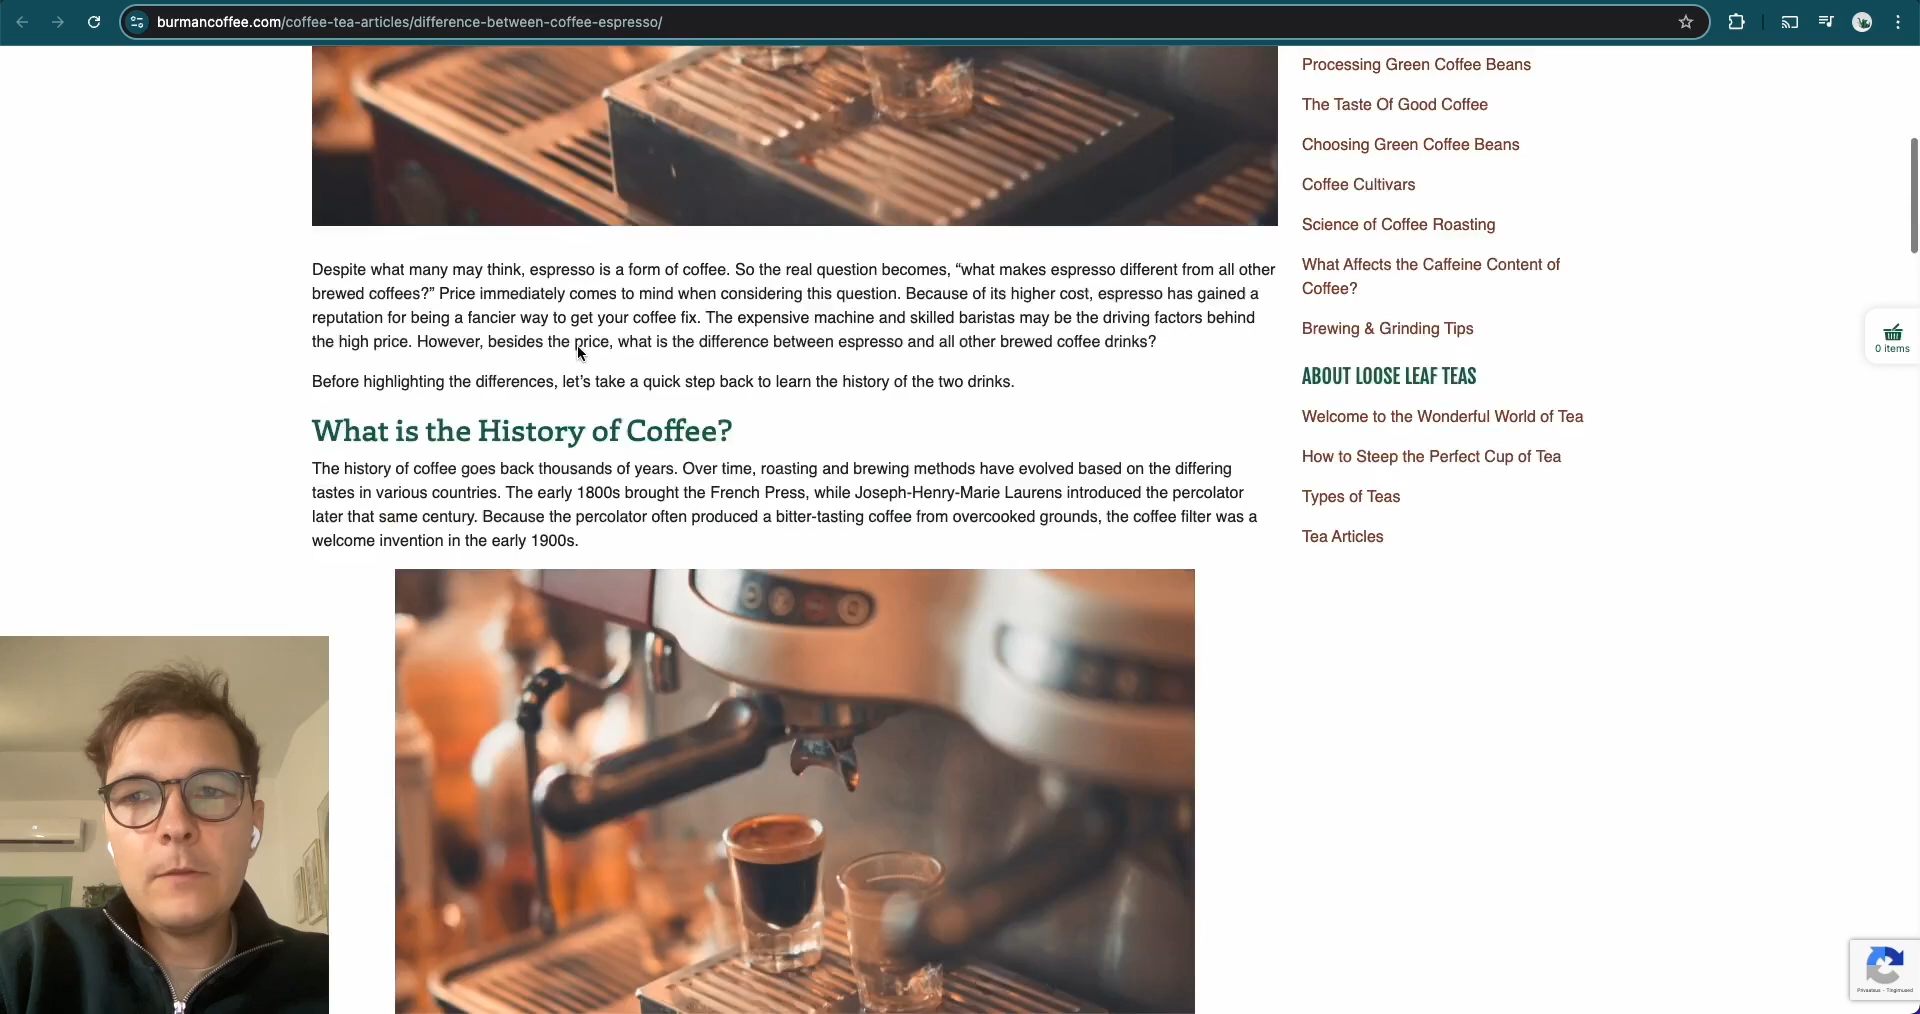 burmancoffee.com/coffee-tea-articles/difference-between-coffee-espresso/
Despite what many may think, espresso is a form of coffee. So the real question becomes, “what makes espresso different from all other
brewed coffees?” Price immediately comes to mind when considering this question. Because of its higher cost, espresso has gained a
reputation for being a fancier way to get your coffee fix. The expensive machine and skilled baristas may be the driving factors behind
the high price. However, besides the price, what is the difference between espresso and all other brewed coffee drinks?
Before highlighting the differences, let’s take a quick step back to learn the history of the two drinks.
What is the History of Coffee?
The history of coffee goes back thousands of years. Over time, roasting and brewing methods have evolved based on the differing
tastes in various countries. The early 1800s brought the French Press, while Joseph-Henry-Marie Laurens introduced the percolator
later that same century. Because the percolator often produced a bitter-tasting coffee from overcooked grounds, the coffee filter was a
welcome invention in the early 1900s.
Processing Green Coffee Beans
The Taste Of Good Coffee
Choosing Green Coffee Beans
Coffee Cultivars
Science of Coffee Roasting
What Affects the Caffeine Content of
Coffee?
Brewing & Grinding Tips
ABOUT LOOSE LEAF TEAS
Welcome to the Wonderful World of Tea
How to Steep the Perfect Cup of Tea
Types of Teas
Tea Articles
0 items
Privaatsus - Tingimused